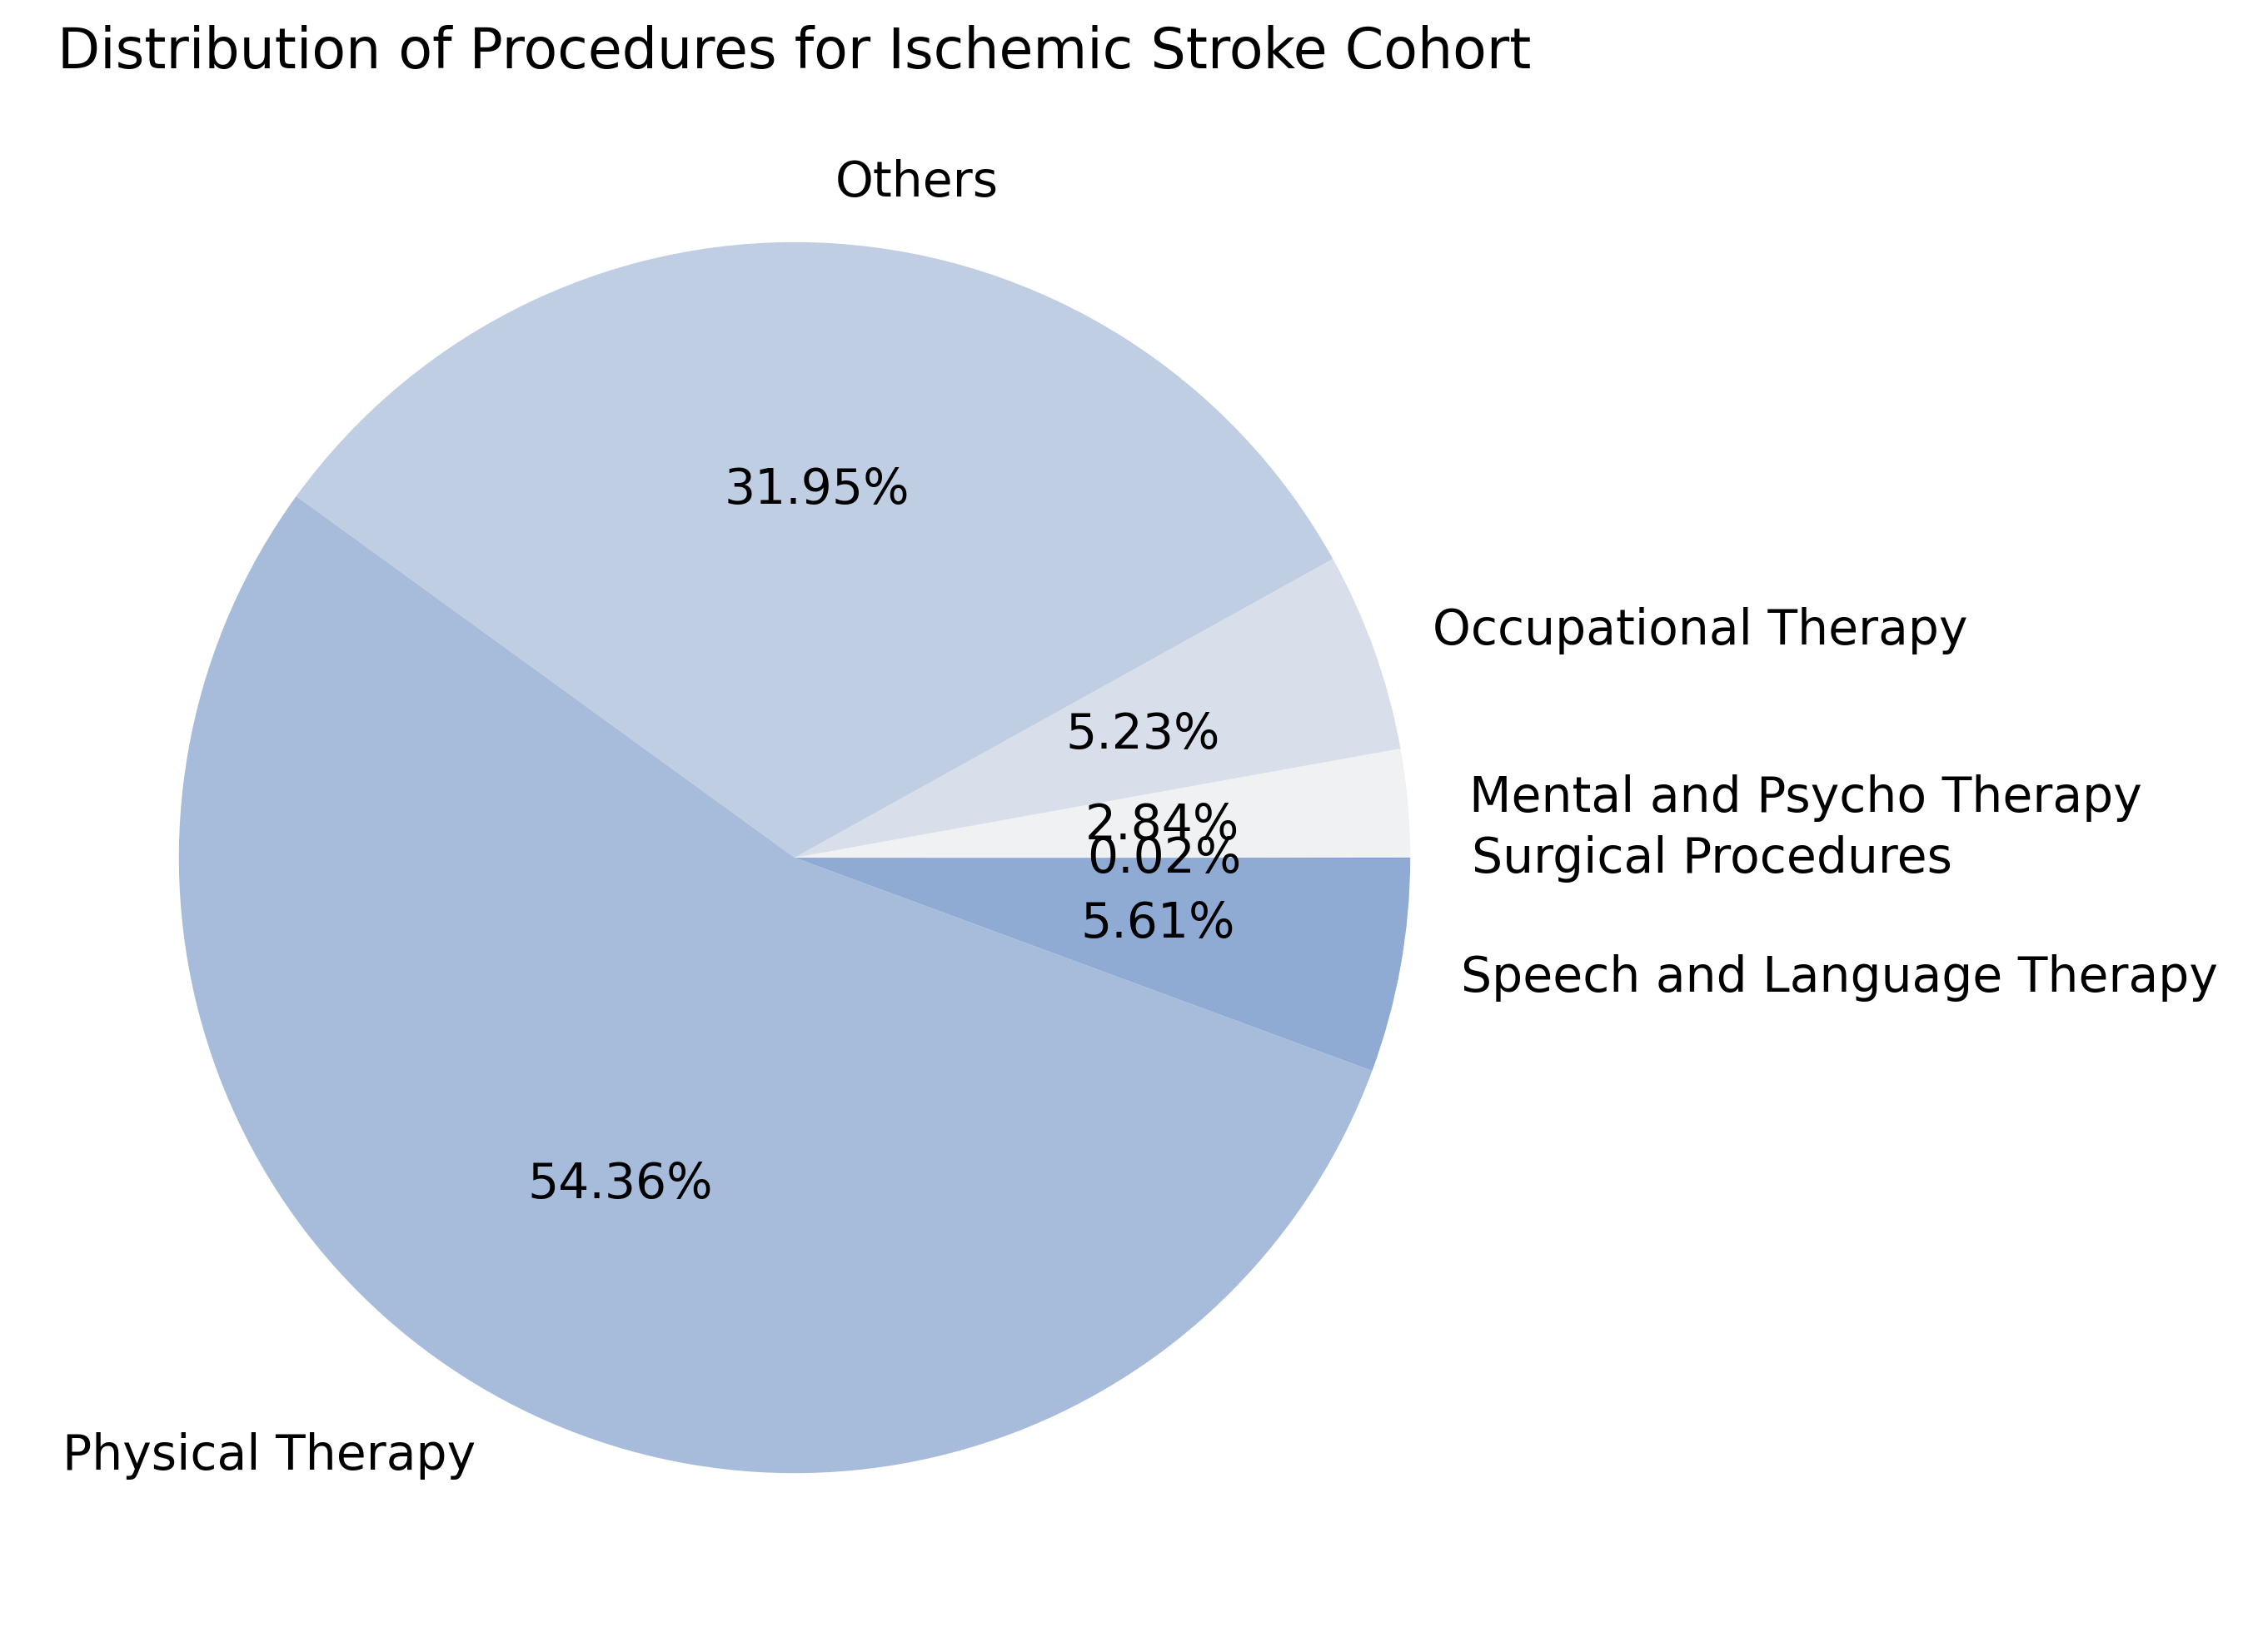 Distribution of Procedures for Ischemic Stroke Cohort
Others
31.95%
Occupational Therapy
5.23%
Mental and Psycho Therapy
2.84%
Surgical Procedures
0.02%
5.61%
Speech and Language Therapy
54.36%
Physical Therapy